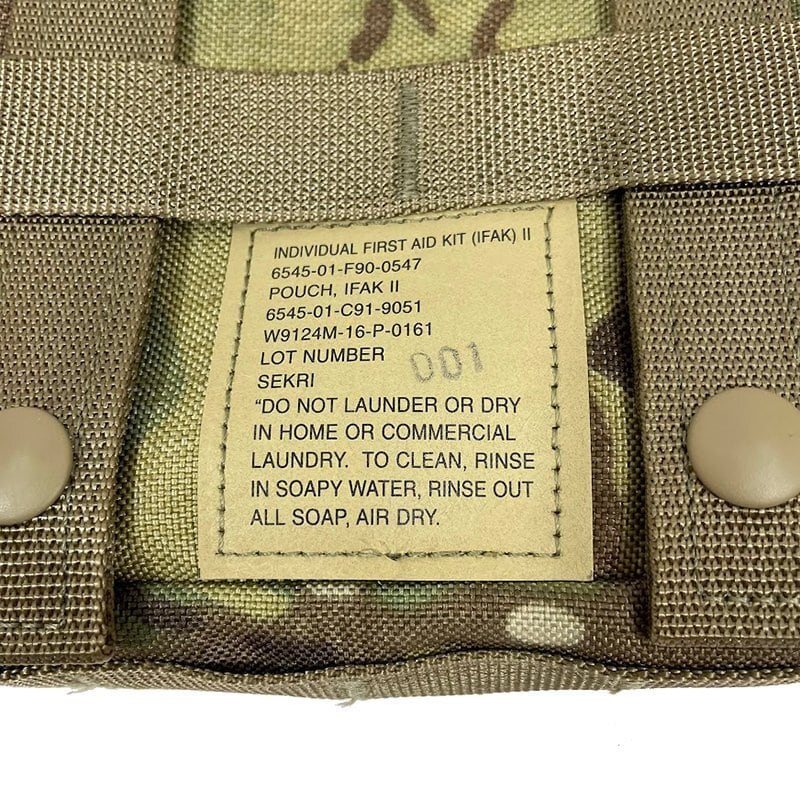 INDIVIDUAL FIRST AID KIT (IFAK) II
6545-01-F90-0547
POUCH, IFAK II
6545-01-C91-9051
W9124M-16-P-0161
LOT NUMBER 001
SEKRI
“DO NOT LAUNDER OR DRY
IN HOME OR COMMERCIAL
LAUNDRY. TO CLEAN, RINSE
IN SOAPY WATER, RINSE OUT
ALL SOAP, AIR DRY.